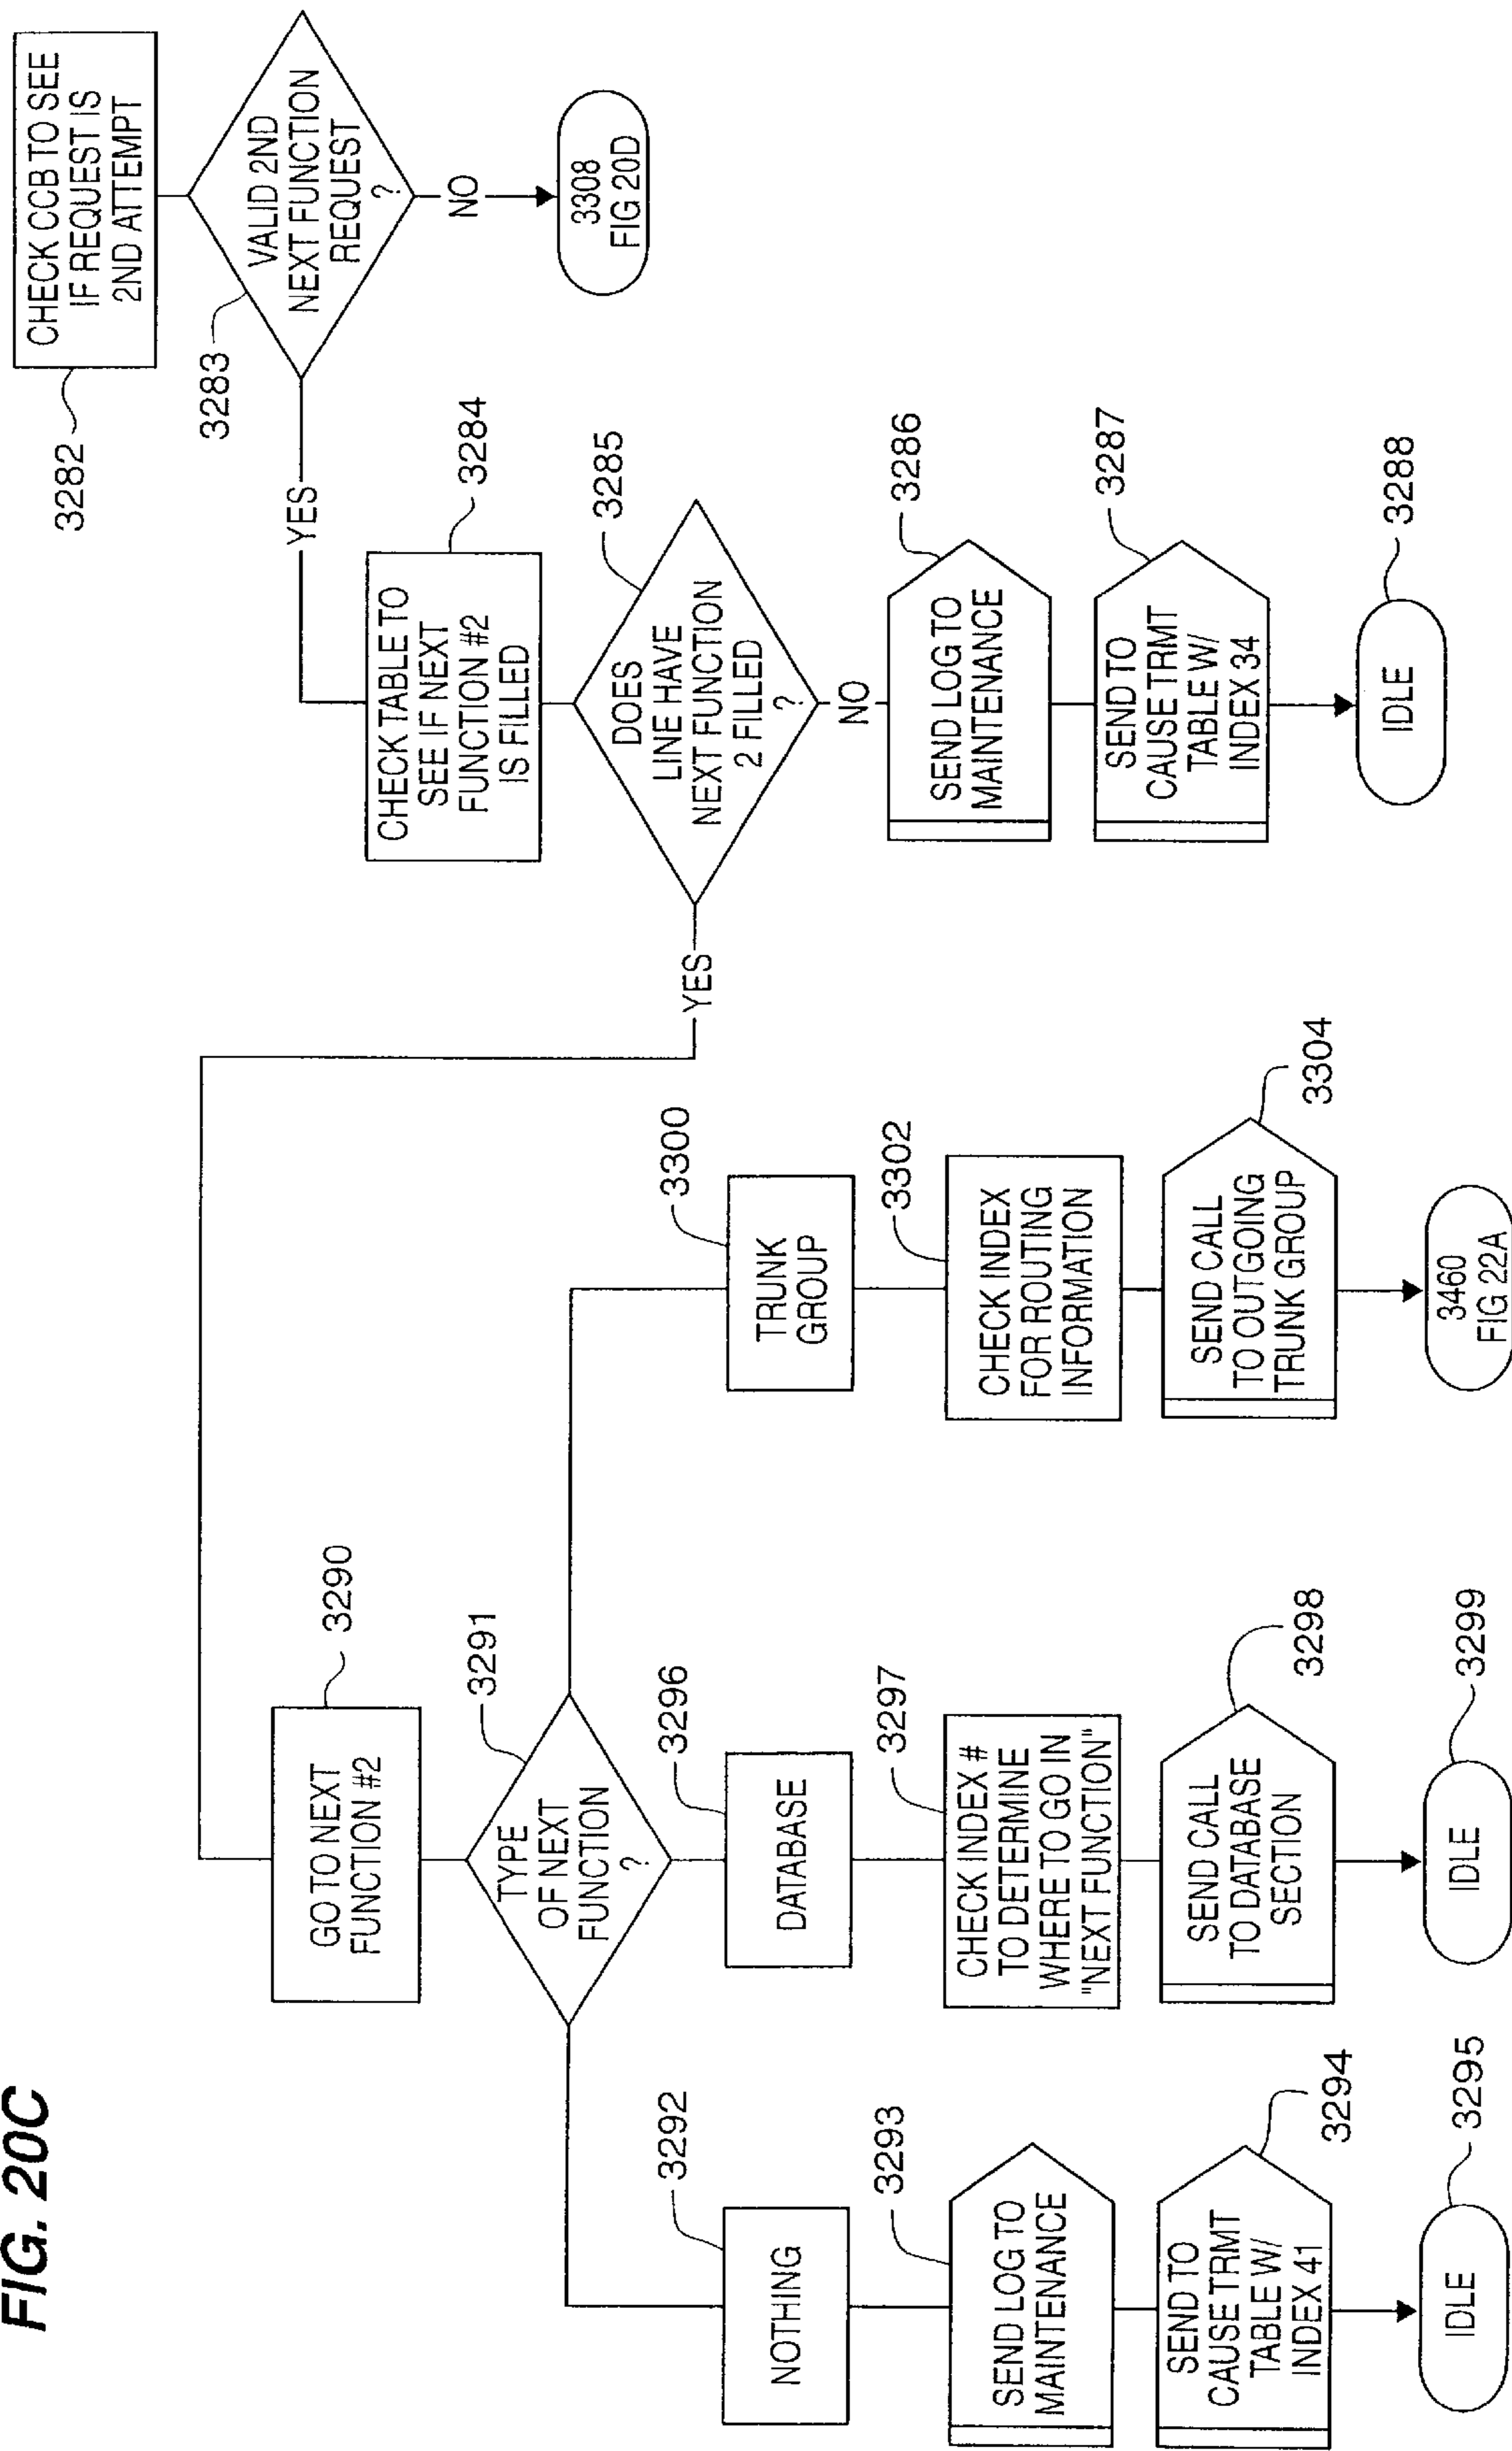 FIG. 20C
CHECK CCB TO SEE
IF REQUEST IS
2ND ATTEMPT
3282
VALID 2ND
NEXT FUNCTION
REQUEST
?
3283
NO
3308
FIG 20D
YES
CHECK TABLE TO
SEE IF NEXT
FUNCTION #2
IS FILLED
3284
DOES
LINE HAVE
NEXT FUNCTION
2 FILLED
?
3285
NO
SEND LOG TO
MAINTENANCE
3286
SEND TO
CAUSE TRMT
TABLE W/
INDEX 34
3287
IDLE
3288
YES
GO TO NEXT
FUNCTION #2
3290
TYPE
OF NEXT
FUNCTION
?
3291
NOTHING
3292
SEND LOG TO
MAINTENANCE
3293
SEND TO
CAUSE TRMT
TABLE W/
INDEX 41
3294
IDLE
3295
DATABASE
3296
CHECK INDEX #
TO DETERMINE
WHERE TO GO IN
"NEXT FUNCTION"
3297
SEND CALL
TO DATABASE
SECTION
3298
IDLE
3299
TRUNK
GROUP
3300
CHECK INDEX
FOR ROUTING
INFORMATION
3302
SEND CALL
TO OUTGOING
TRUNK GROUP
3304
3460
FIG 22A